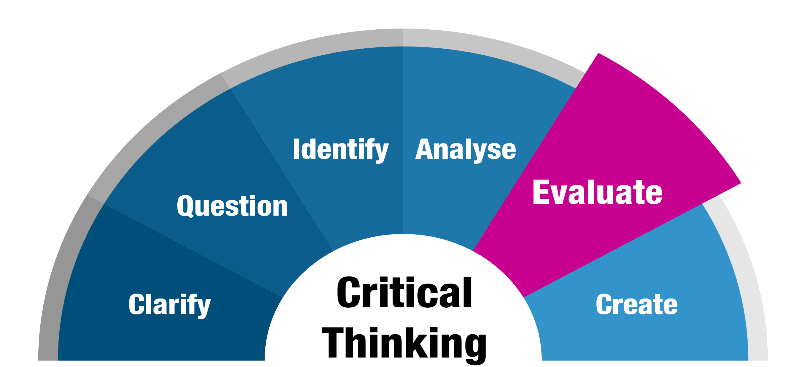 Clarify
Question
Identify
Analyse
Evaluate
Create
Critical
Thinking